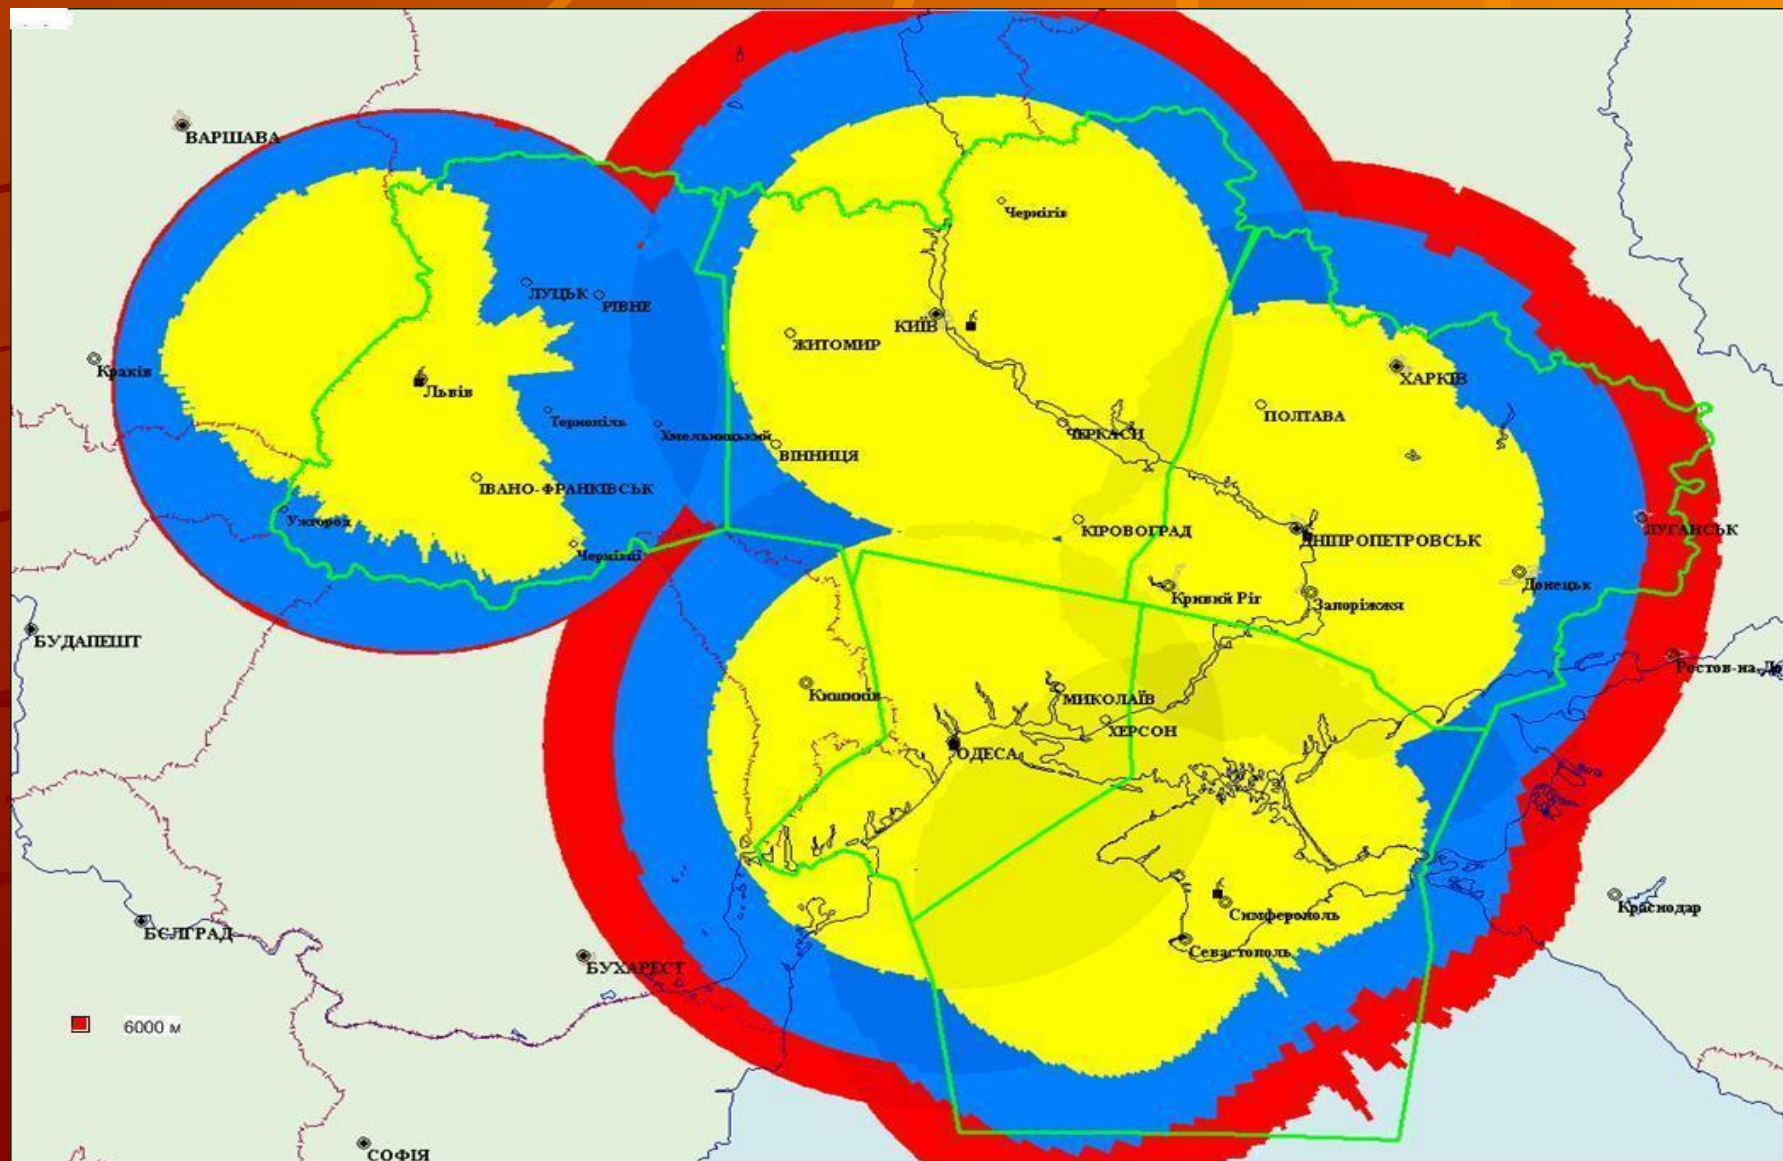 ВАРШАВА
Чернігів
ЛУЦЬК
РІВНЕ
КИЇВ
ЖИТОМИР
Краків
Львів
ХАРКІВ
ПОЛТАВА
Тернопіль
Хмельницький
ЧЕРКАСИ
ВІННИЦЯ
ІВАНО-ФРАНКІВСЬК
Ужгород
КІРОВОГРАД
ДНІПРОПЕТРОВСЬК
ЛУГАНСЬК
Чернівці
Донецьк
Кривий Ріг
Запоріжжя
БУДАПЕШТ
Ростов-на-До
Кишинів
МИКОЛАЇВ
ХЕРСОН
ОДЕСА
Краснодар
Симферополь
БЄЛГРАД
Севастополь
БУХАРЕСТ
6000 м
СОФІЯ